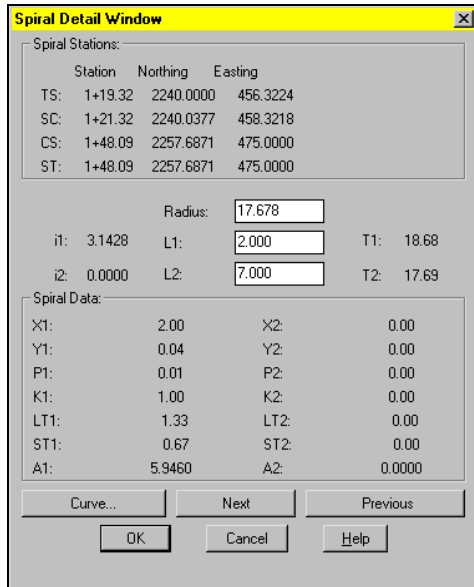 Spiral Detail Window
Spiral Stations:
Station Northing Easting
TS: 1+19.32 2240.0000 456.3224
SC: 1+21.32 2240.0377 458.3218
CS: 1+48.09 2257.6871 475.0000
ST: 1+48.09 2257.6871 475.0000
Radius: 17.678
i1: 3.1428 L1: 2.000 T1: 18.68
i2: 0.0000 L2: 7.000 T2: 17.69
Spiral Data:
X1: 2.00 X2: 0.00
Y1: 0.04 Y2: 0.00
P1: 0.01 P2: 0.00
K1: 1.00 K2: 0.00
LT1: 1.33 LT2: 0.00
ST1: 0.67 ST2: 0.00
A1: 5.9460 A2: 0.0000
Curve... Next Previous
OK Cancel Help